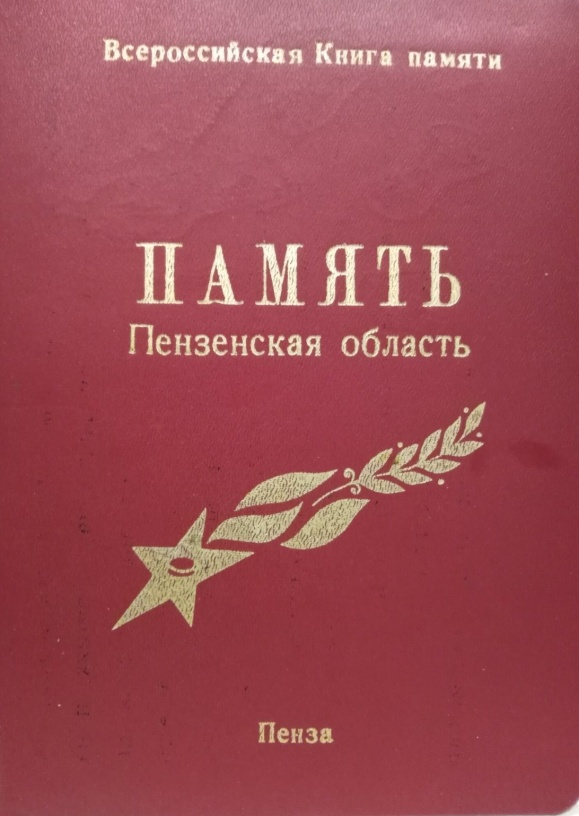 Всероссийская Книга памяти
ПАМЯТЬ
Пензенская область
Пенза